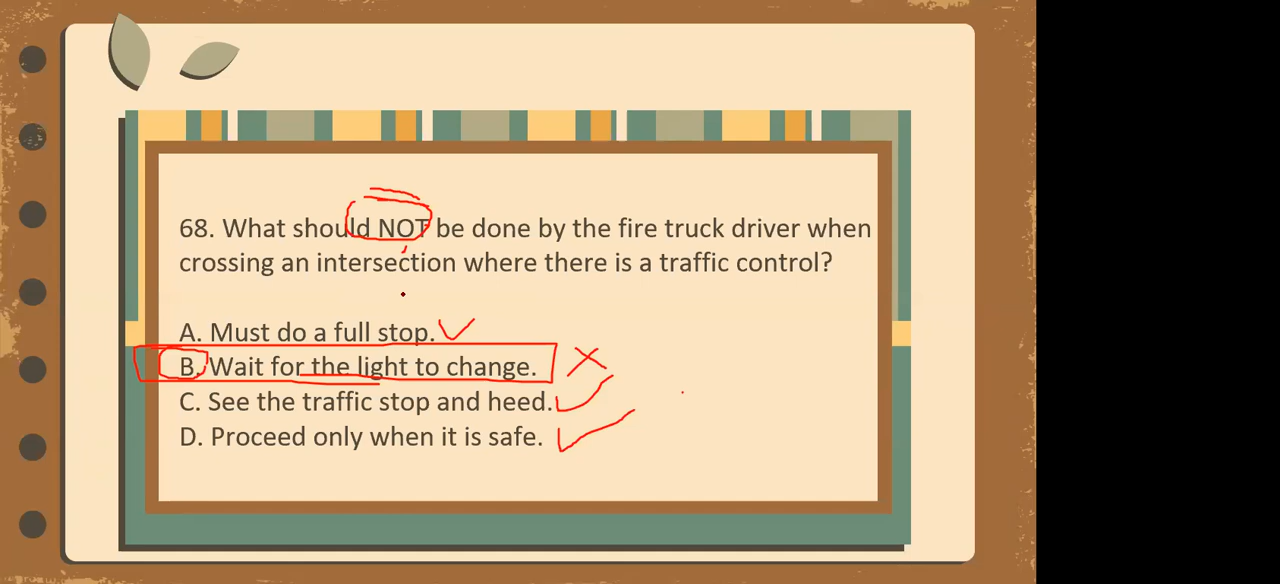 68. What should NOT be done by the fire truck driver when
crossing an intersection where there is a traffic control?
A. Must do a full stop.
B. Wait for the light to change.
C. See the traffic stop and heed.
D. Proceed only when it is safe.